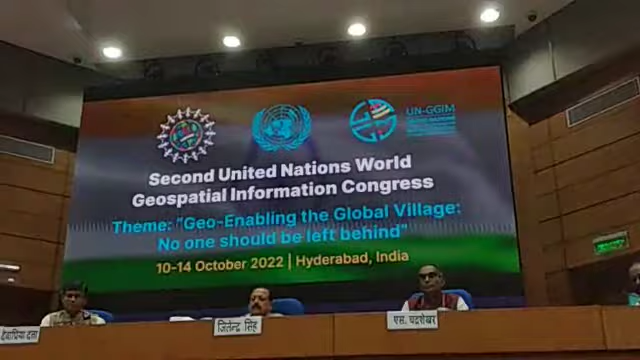 UN-GGIM
Second United Nations World
Geospatial Information Congress
Theme: "Geo-Enabling the Global Village:
No one should be left behind"
10-14 October 2022 | Hyderabad, India
जितेन्द्र सिंह
एस. चंद्रशेखर